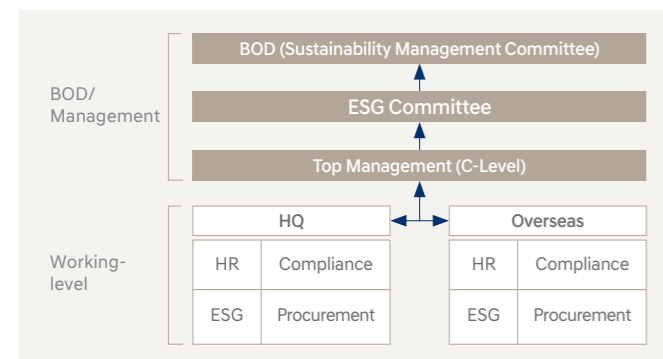 BOD (Sustainability Management Committee)
BOD/
Management
ESG Committee
Top Management (C-Level)
HQ
Overseas
Working-
level
HR
Compliance
HR
Compliance
ESG
Procurement
ESG
Procurement